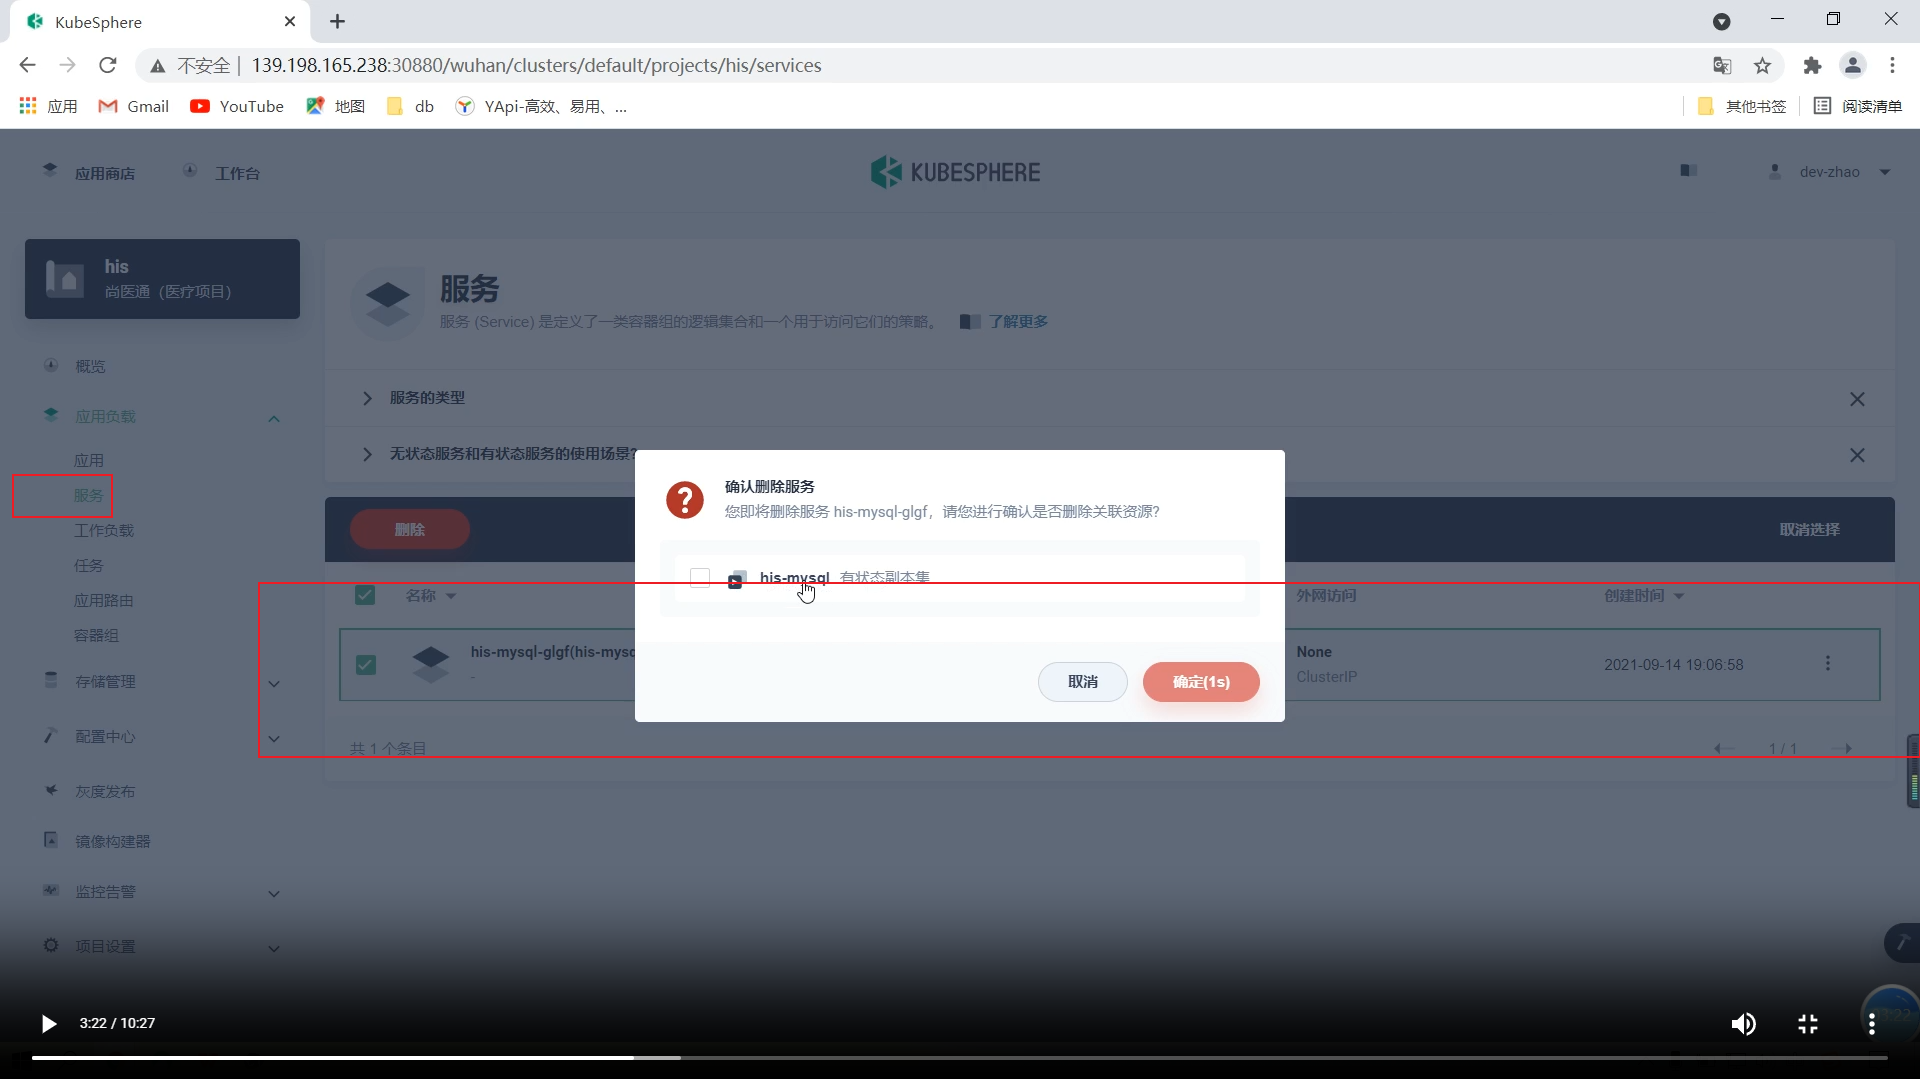 KubeSphere
不安全 139.198.165.238:30880/wuhan/clusters/default/projects/his/services
应用 Gmail YouTube 地图 db YApi-高效、易用、... 其他书签 阅读清单
应用商店 工作台 KUBESPHERE dev-zhao
his
尚医通（医疗项目）
概览
应用负载
应用
服务
工作负载
任务
应用路由
容器组
存储管理
配置中心
灰度发布
镜像构建器
监控告警
项目设置
服务
服务 (Service) 是定义了一类容器组的逻辑集合和一个用于访问它们的策略。 了解更多
服务的类型
无状态服务和有状态服务的使用场景?
删除 取消选择
名称 外网访问 创建时间
his-mysql-glgf(his-mysq
-
None
ClusterIP
2021-09-14 19:06:58
共 1 个条目 1 / 1
确认删除服务
您即将删除服务 his-mysql-glgf，请您进行确认是否删除关联资源?
his-mysql 有状态副本集
取消 确定(1s)
3:22 / 10:27